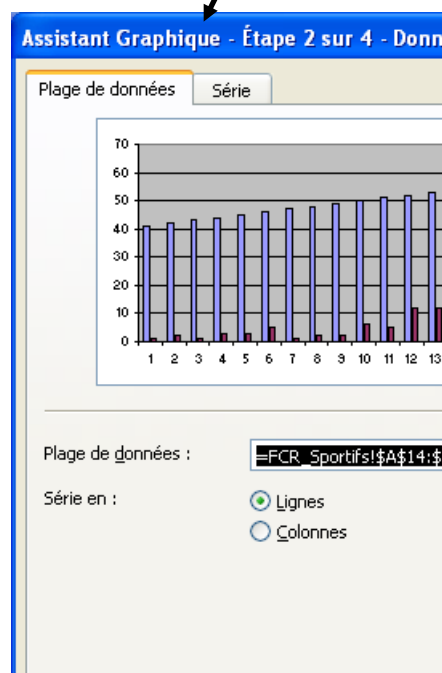 Assistant Graphique - Étape 2 sur 4 - Donn
Plage de données Série
70
60
50
40
30
20
10
0
1 2 3 4 5 6 7 8 9 10 11 12 13
Plage de données : =FCR_Sportifs!$A$14:$
Série en : Lignes
Colonnes